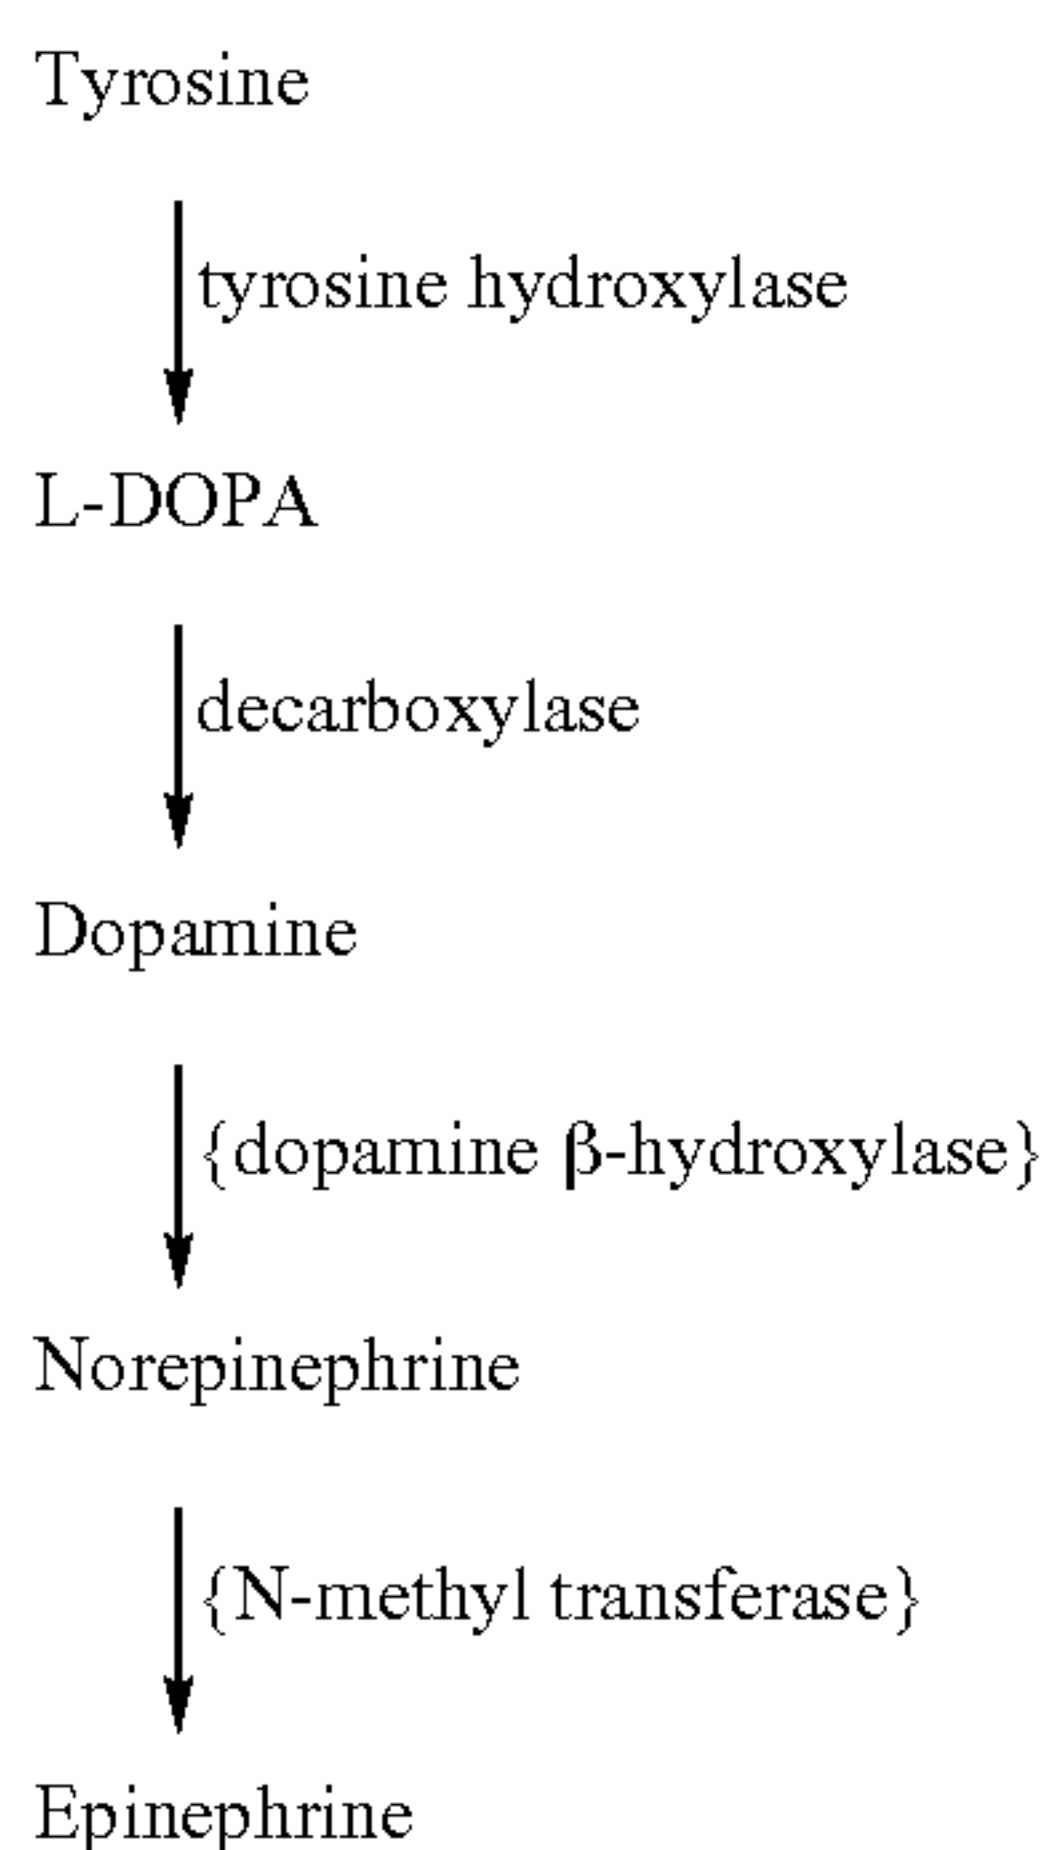 Tyrosine
tyrosine hydroxylase
L-DOPA
decarboxylase
Dopamine
{dopamine β-hydroxylase}
Norepinephrine
{N-methyl transferase}
Epinephrine